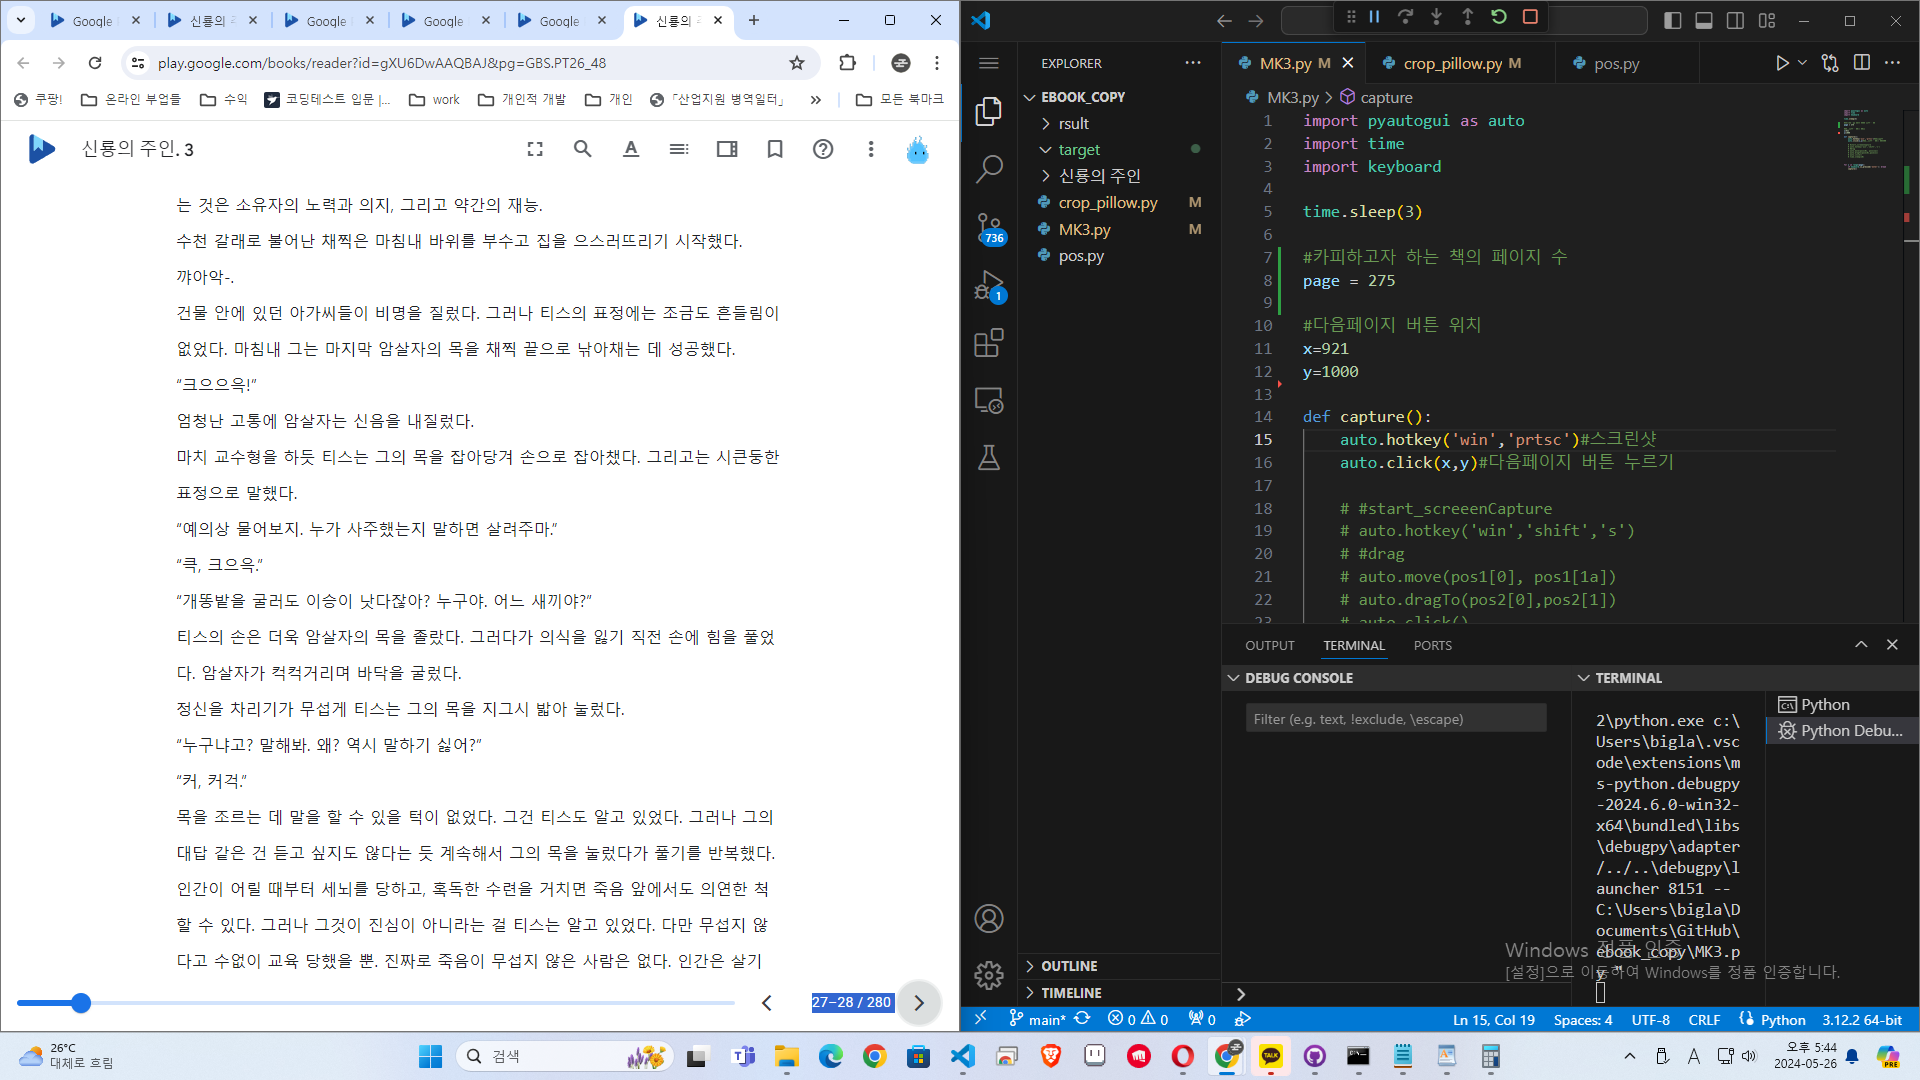 Google
신룡의 주
Google
Google
Google
신룡의 주
play.google.com/books/reader?id=gXU6DwAAQBAJ&pg=GBS.PT26_48
쿠팡!
온라인 부업들
수익
코딩테스트 입문 |...
work
개인적 개발
개인
「산업지원 병역일터」
»
모든 북마크
신룡의 주인. 3
는 것은 소유자의 노력과 의지, 그리고 약간의 재능.
수천 갈래로 불어난 채찍은 마침내 바위를 부수고 집을 으스러뜨리기 시작했다.
꺄아악-.
건물 안에 있던 아가씨들이 비명을 질렀다. 그러나 티스의 표정에는 조금도 흔들림이
없었다. 마침내 그는 마지막 암살자의 목을 채찍 끝으로 낚아채는 데 성공했다.
“크으으윽!”
엄청난 고통에 암살자는 신음을 내질렀다.
마치 교수형을 하듯 티스는 그의 목을 잡아당겨 손으로 잡아챘다. 그리고는 시큰둥한
표정으로 말했다.
“예의상 물어보지. 누가 사주했는지 말하면 살려주마.”
“큭, 크으윽.”
“개똥밭을 굴러도 이승이 낫다잖아? 누구야. 어느 새끼야?”
티스의 손은 더욱 암살자의 목을 졸랐다. 그러다가 의식을 잃기 직전 손에 힘을 풀었
다. 암살자가 컥컥거리며 바닥을 굴렀다.
정신을 차리기가 무섭게 티스는 그의 목을 지그시 밟아 눌렀다.
“누구냐고? 말해봐. 왜? 역시 말하기 싫어?”
“커, 커걱.”
목을 조르는 데 말을 할 수 있을 턱이 없었다. 그건 티스도 알고 있었다. 그러나 그의
대답 같은 건 듣고 싶지도 않다는 듯 계속해서 그의 목을 눌렀다가 풀기를 반복했다.
인간이 어릴 때부터 세뇌를 당하고, 혹독한 수련을 거치면 죽음 앞에서도 의연한 척
할 수 있다. 그러나 그것이 진심이 아니라는 걸 티스는 알고 있었다. 다만 무섭지 않
다고 수없이 교육 당했을 뿐. 진짜로 죽음이 무섭지 않은 사람은 없다. 인간은 살기
27–28 / 280
EXPLORER
EBOOK_COPY
rsult
target
신룡의 주인
crop_pillow.py M
MK3.py M
pos.py
736
1
OUTLINE
TIMELINE
MK3.py M
crop_pillow.py M
pos.py
MK3.py > capture
1 import pyautogui as auto
2 import time
3 import keyboard
4
5 time.sleep(3)
6
7 #카피하고자 하는 책의 페이지 수
8 page = 275
9
10 #다음페이지 버튼 위치
11 x=921
12 y=1000
13
14 def capture():
15 auto.hotkey('win','prtsc')#스크린샷
16 auto.click(x,y)#다음페이지 버튼 누르기
17
18 # #start_screeenCapture
19 # auto.hotkey('win','shift','s')
20 # #drag
21 # auto.move(pos1[0], pos1[1a])
22 # auto.dragTo(pos2[0],pos2[1])
23 # auto.click()
OUTPUT
TERMINAL
PORTS
DEBUG CONSOLE
Filter (e.g. text, !exclude, \escape)
TERMINAL
2\python.exe c:\
Users\bigla\.vsc
ode\extensions\m
s-python.debugpy
-2024.6.0-win32-
x64\bundled\libs
\debugpy\adapter
/../..\debugpy\l
auncher 8151 --
C:\Users\bigla\D
ocuments\GitHub\
ebook_copy\MK3.p
y "
Python
Python Debu...
Windows 정품 인증
[설정]으로 이동하여 Windows를 정품 인증합니다.
main*
0
0
0
Ln 15, Col 19
Spaces: 4
UTF-8
CRLF
Python
3.12.2 64-bit
26°C
대체로 흐림
검색
TALK
A
오후 5:44
2024-05-26
PRE